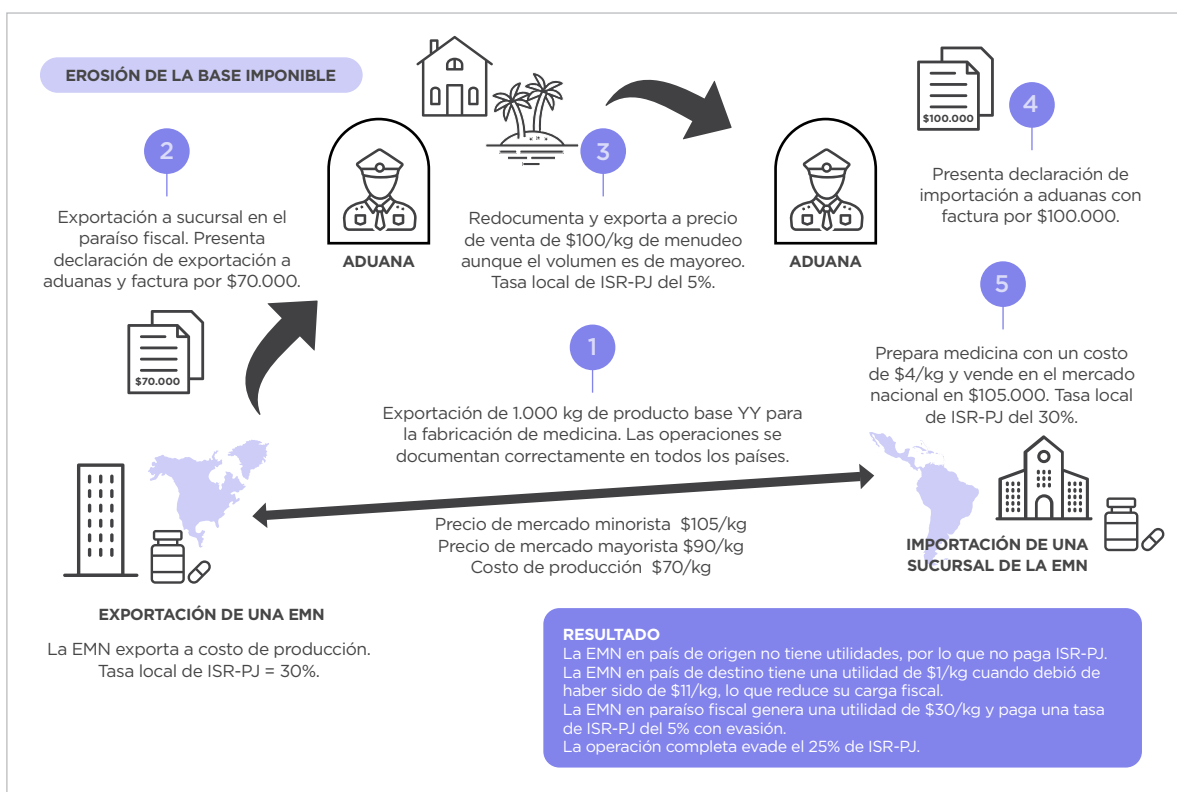 EROSIÓN DE LA BASE IMPONIBLE
2
Exportación a sucursal en el
paraíso fiscal. Presenta
declaración de exportación a
aduanas y factura por $70.000.
$70.000
ADUANA
3
Redocumenta y exporta a precio
de venta de $100/kg de menudeo
aunque el volumen es de mayoreo.
Tasa local de ISR-PJ del 5%.
ADUANA
$100.000
4
Presenta declaración de
importación a aduanas con
factura por $100.000.
5
Prepara medicina con un costo
de $4/kg y vende en el mercado
nacional en $105.000. Tasa local
de ISR-PJ del 30%.
1
Exportación de 1.000 kg de producto base YY para
la fabricación de medicina. Las operaciones se
documentan correctamente en todos los países.
Precio de mercado minorista $105/kg
Precio de mercado mayorista $90/kg
Costo de producción $70/kg
EXPORTACIÓN DE UNA EMN
La EMN exporta a costo de producción.
Tasa local de ISR-PJ = 30%.
IMPORTACIÓN DE UNA
SUCURSAL DE LA EMN
RESULTADO
La EMN en país de origen no tiene utilidades, por lo que no paga ISR-PJ.
La EMN en país de destino tiene una utilidad de $1/kg cuando debió de
haber sido de $11/kg, lo que reduce su carga fiscal.
La EMN en paraíso fiscal genera una utilidad de $30/kg y paga una tasa
de ISR-PJ del 5% con evasión.
La operación completa evade el 25% de ISR-PJ.